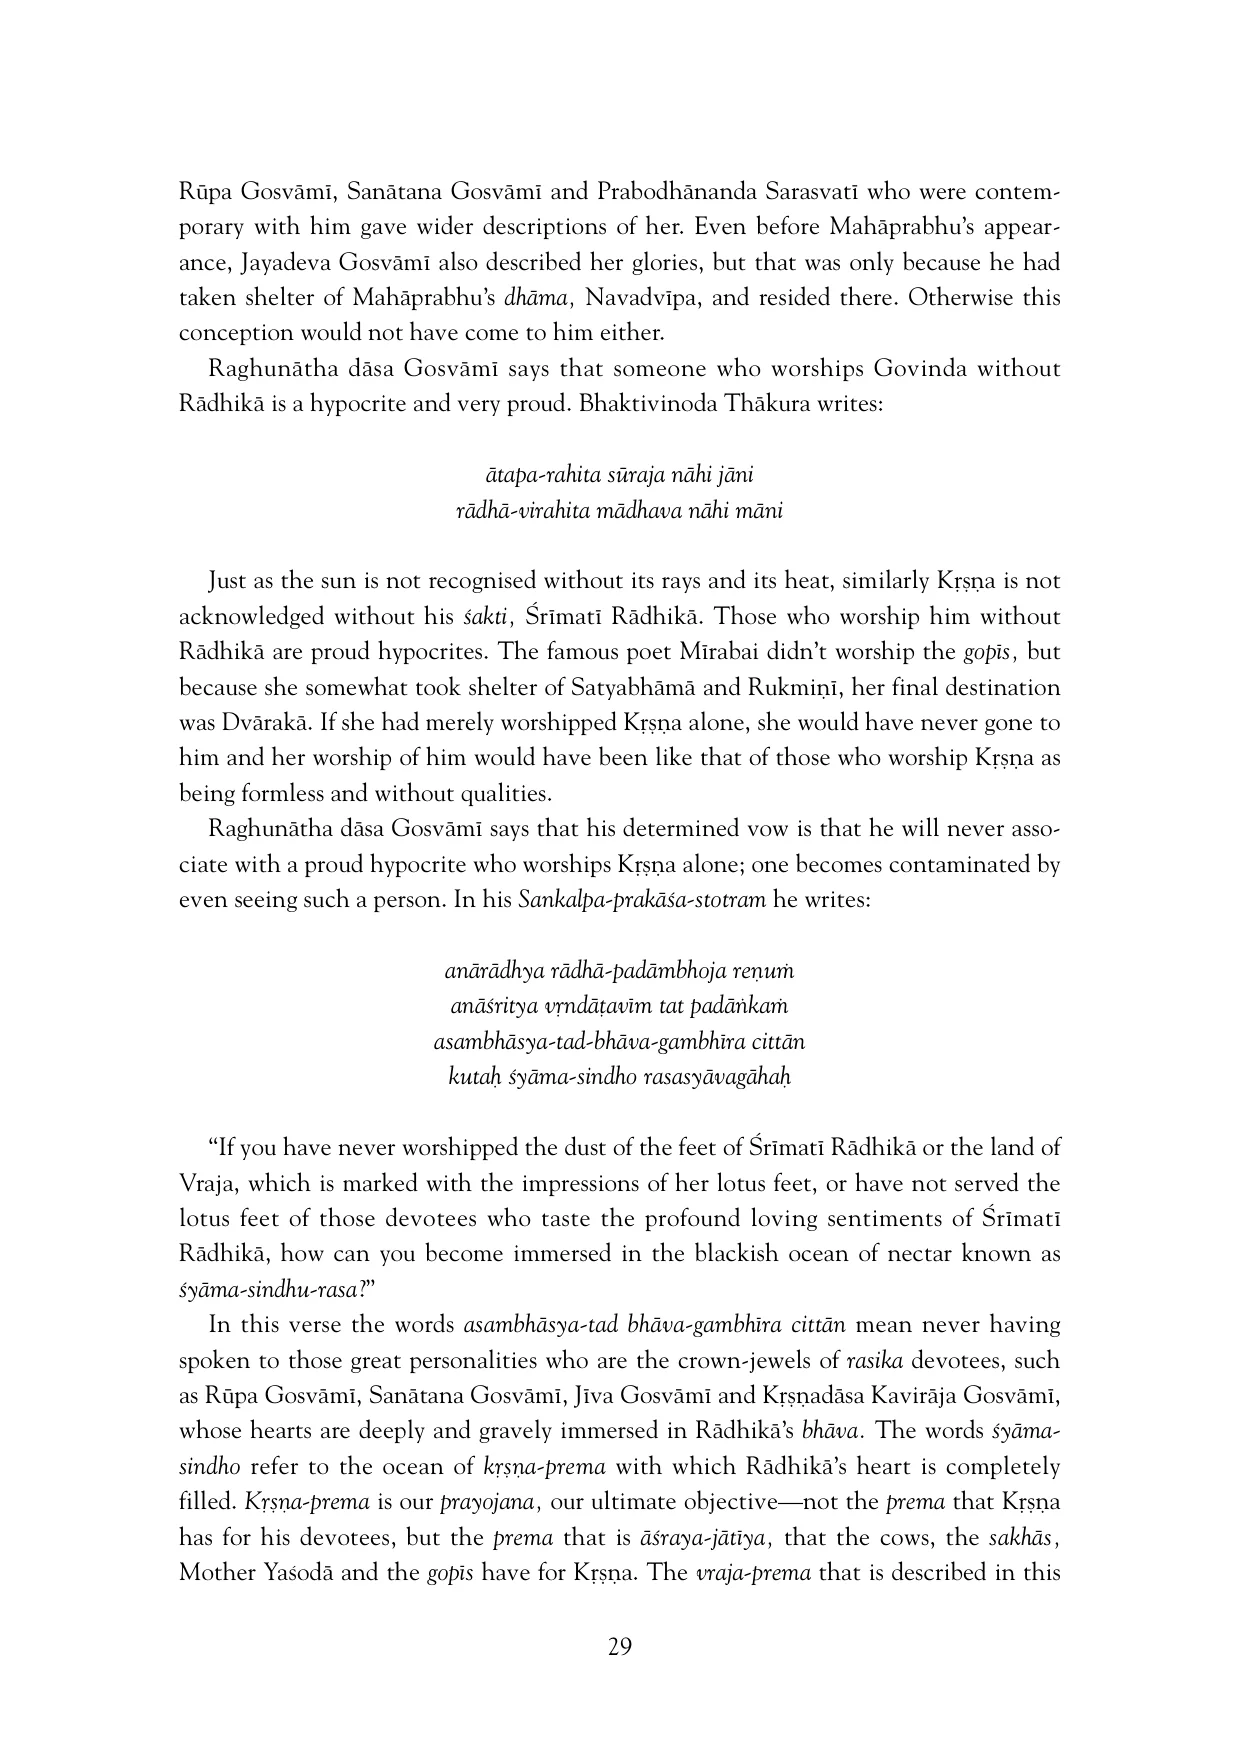 Rūpa Gosvāmī, Sanātana Gosvāmī and Prabodhānanda Sarasvatī who were contem-
porary with him gave wider descriptions of her. Even before Mahāprabhu’s appear-
ance, Jayadeva Gosvāmī also described her glories, but that was only because he had
taken shelter of Mahāprabhu’s dhāma, Navadvīpa, and resided there. Otherwise this
conception would not have come to him either.
Raghunātha dāsa Gosvāmī says that someone who worships Govinda without
Rādhikā is a hypocrite and very proud. Bhaktivinoda Thākura writes:
ātapa-rahita sūraja nāhi jāni
rādhā-virahita mādhava nāhi māni
Just as the sun is not recognised without its rays and its heat, similarly Kṛṣṇa is not
acknowledged without his śakti, Śrīmatī Rādhikā. Those who worship him without
Rādhikā are proud hypocrites. The famous poet Mīrabai didn’t worship the gopīs, but
because she somewhat took shelter of Satyabhāmā and Rukmiṇī, her final destination
was Dvārakā. If she had merely worshipped Kṛṣṇa alone, she would have never gone to
him and her worship of him would have been like that of those who worship Kṛṣṇa as
being formless and without qualities.
Raghunātha dāsa Gosvāmī says that his determined vow is that he will never asso-
ciate with a proud hypocrite who worships Kṛṣṇa alone; one becomes contaminated by
even seeing such a person. In his Sankalpa-prakāśa-stotram he writes:
anārādhya rādhā-padāmbhoja reṇuṁ
anāśritya vṛndāṭavīm tat padāṅkaṁ
asambhāsya-tad-bhāva-gambhīra cittān
kutaḥ śyāma-sindho rasasyāvagāhaḥ
“If you have never worshipped the dust of the feet of Śrīmatī Rādhikā or the land of
Vraja, which is marked with the impressions of her lotus feet, or have not served the
lotus feet of those devotees who taste the profound loving sentiments of Śrīmatī
Rādhikā, how can you become immersed in the blackish ocean of nectar known as
śyāma-sindhu-rasa?”
In this verse the words asambhāsya-tad bhāva-gambhīra cittān mean never having
spoken to those great personalities who are the crown-jewels of rasika devotees, such
as Rūpa Gosvāmī, Sanātana Gosvāmī, Jīva Gosvāmī and Kṛṣṇadāsa Kavirāja Gosvāmī,
whose hearts are deeply and gravely immersed in Rādhikā’s bhāva. The words śyāma-
sindho refer to the ocean of kṛṣṇa-prema with which Rādhikā’s heart is completely
filled. Kṛṣṇa-prema is our prayojana, our ultimate objective—not the prema that Kṛṣṇa
has for his devotees, but the prema that is āśraya-jātīya, that the cows, the sakhās,
Mother Yaśodā and the gopīs have for Kṛṣṇa. The vraja-prema that is described in this
29